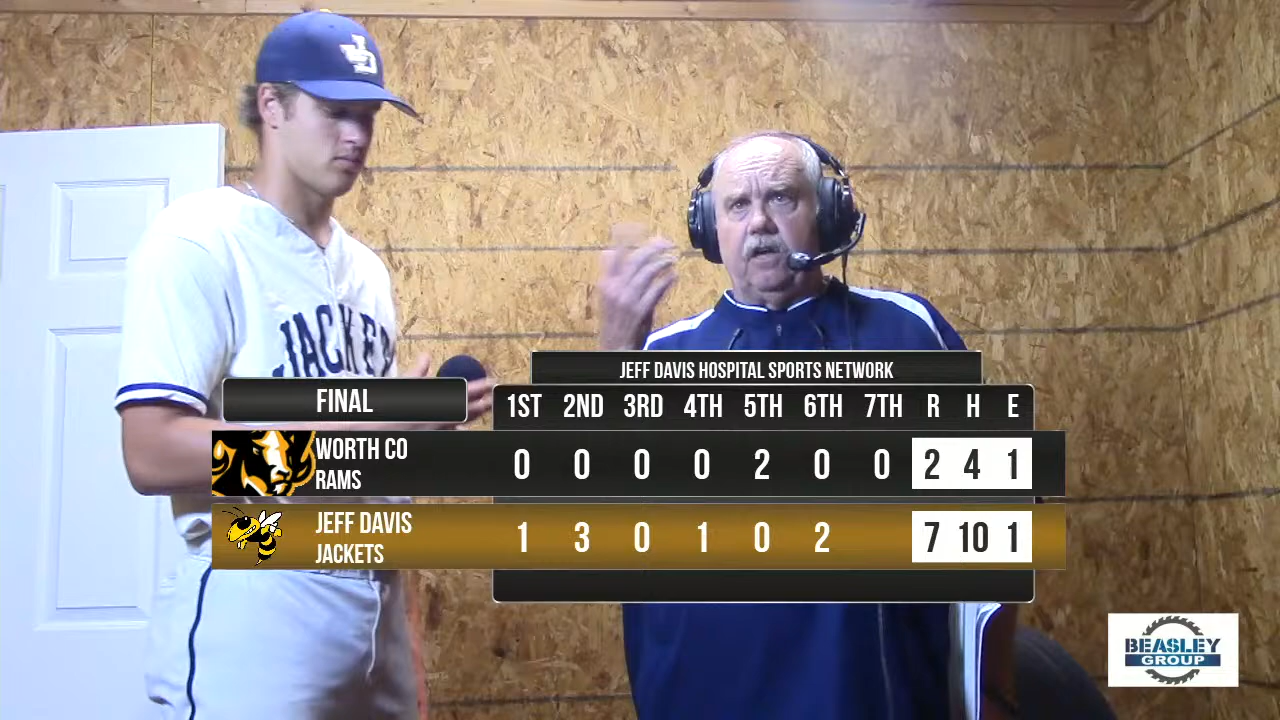 JD
JACKE
JEFF DAVIS HOSPITAL SPORTS NETWORK
FINAL 1ST 2ND 3RD 4TH 5TH 6TH 7TH R H E
WORTH CO
RAMS
0 0 0 0 2 0 0 2 4 1
JEFF DAVIS
JACKETS
1 3 0 1 0 2 7 10 1
BEASLEY
GROUP